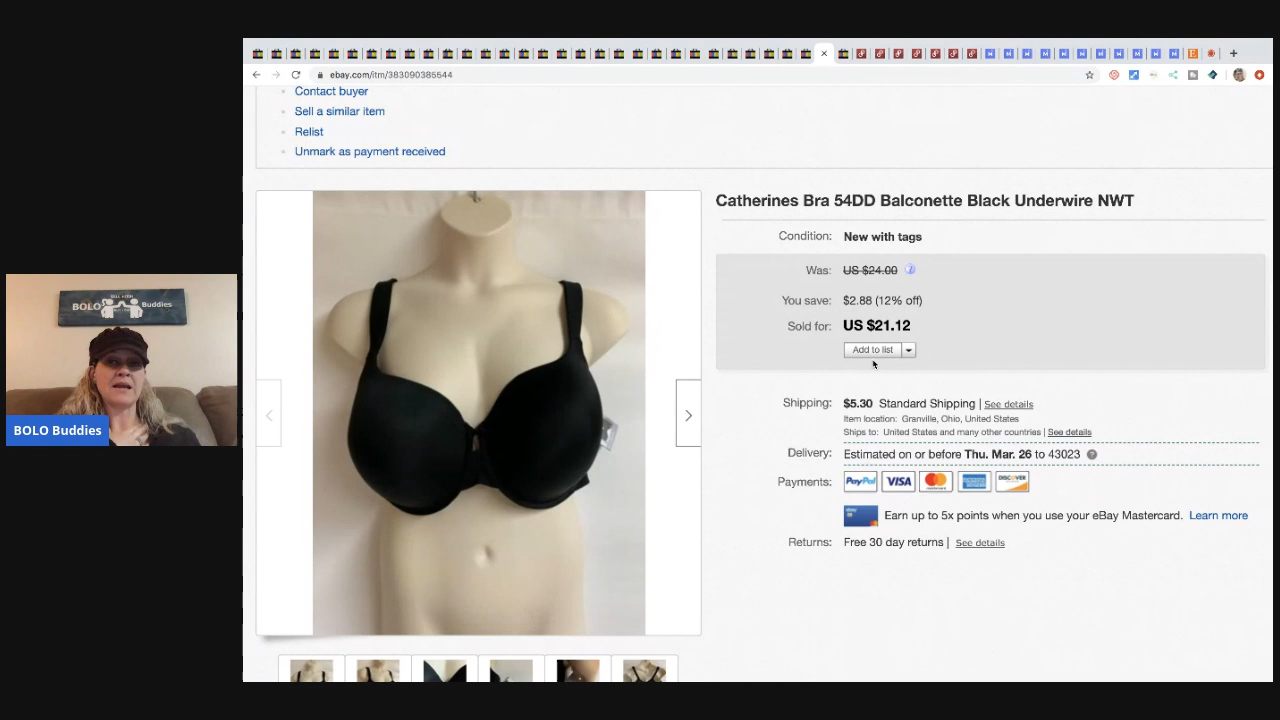 ebay.com/itm/383090385544
Contact buyer
Sell a similar item
Relist
Unmark as payment received
Catherines Bra 54DD Balconette Black Underwire NWT
Condition: New with tags
Was: US $24.00
You save: $2.88 (12% off)
Sold for: US $21.12
Add to list
Shipping: $5.30 Standard Shipping | See details
Item location: Granville, Ohio, United States
Ships to: United States and many other countries | See details
Delivery: Estimated on or before Thu. Mar. 26 to 43023
Payments: PayPal VISA MasterCard DISCOVER
Earn up to 5x points when you use your eBay Mastercard. Learn more
Returns: Free 30 day returns | See details
BOLO Buddies
BOLO Buddies